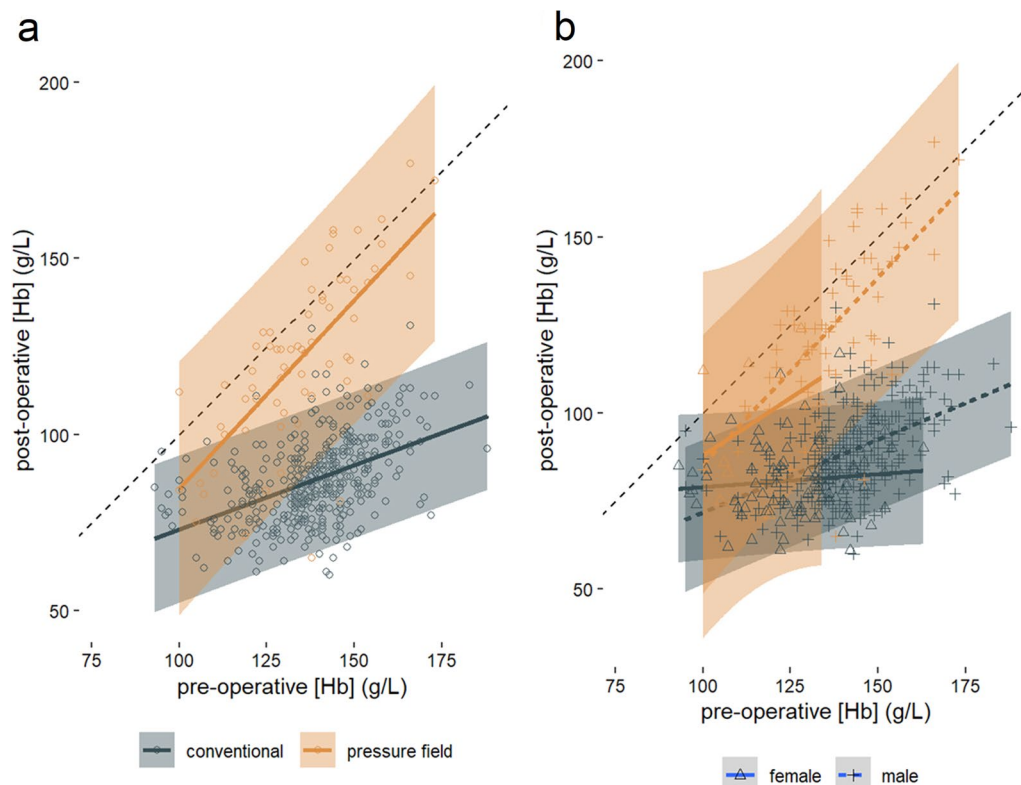 a
200
150
100
50
post-operative [Hb] (g/L)
75 100 125 150 175
pre-operative [Hb] (g/L)
conventional pressure field
b
200
150
100
50
post-operative [Hb] (g/L)
75 100 125 150 175
pre-operative [Hb] (g/L)
female male